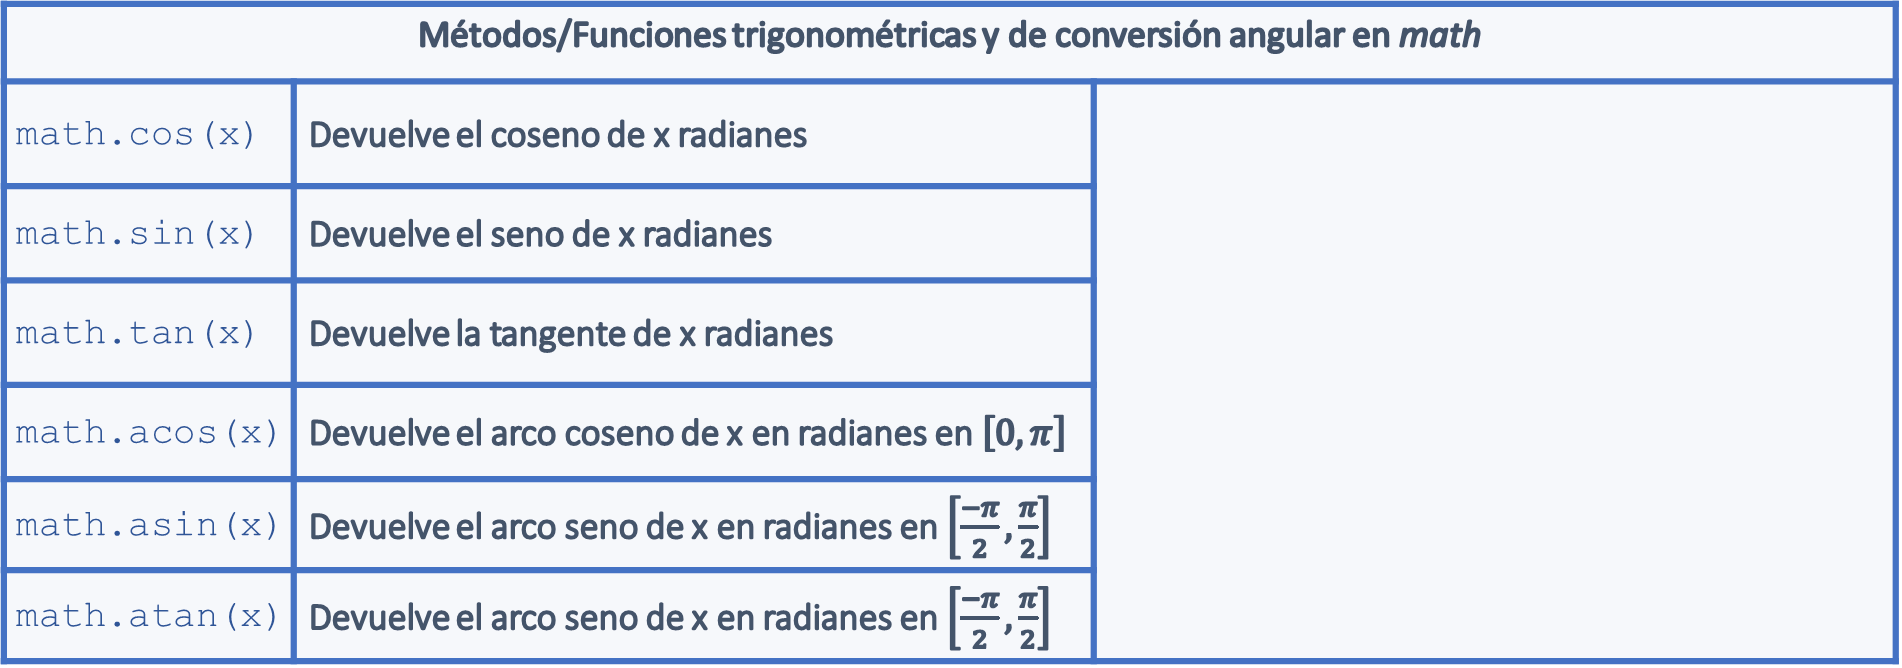 Métodos/Funciones trigonométricas y de conversión angular en math
math.cos(x) Devuelve el coseno de x radianes
math.sin(x) Devuelve el seno de x radianes
math.tan(x) Devuelve la tangente de x radianes
math.acos(x) Devuelve el arco coseno de x en radianes en [0, π]
math.asin(x) Devuelve el arco seno de x en radianes en [−π/2, π/2]
math.atan(x) Devuelve el arco seno de x en radianes en [−π/2, π/2]